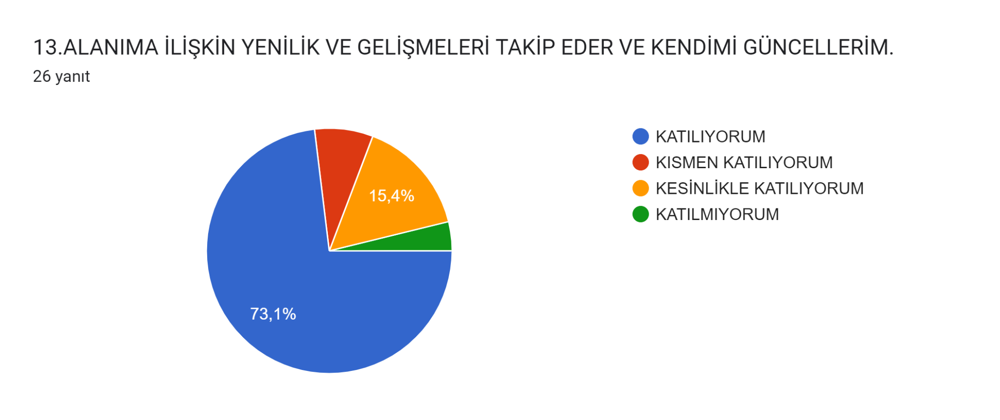 13.ALANIMA İLİŞKİN YENİLİK VE GELİŞMELERİ TAKİP EDER VE KENDİMİ GÜNCELLERİM.
26 yanıt
KATILIYORUM
KISMEN KATILIYORUM
KESİNLİKLE KATILIYORUM
KATILMIYORUM
15,4%
73,1%